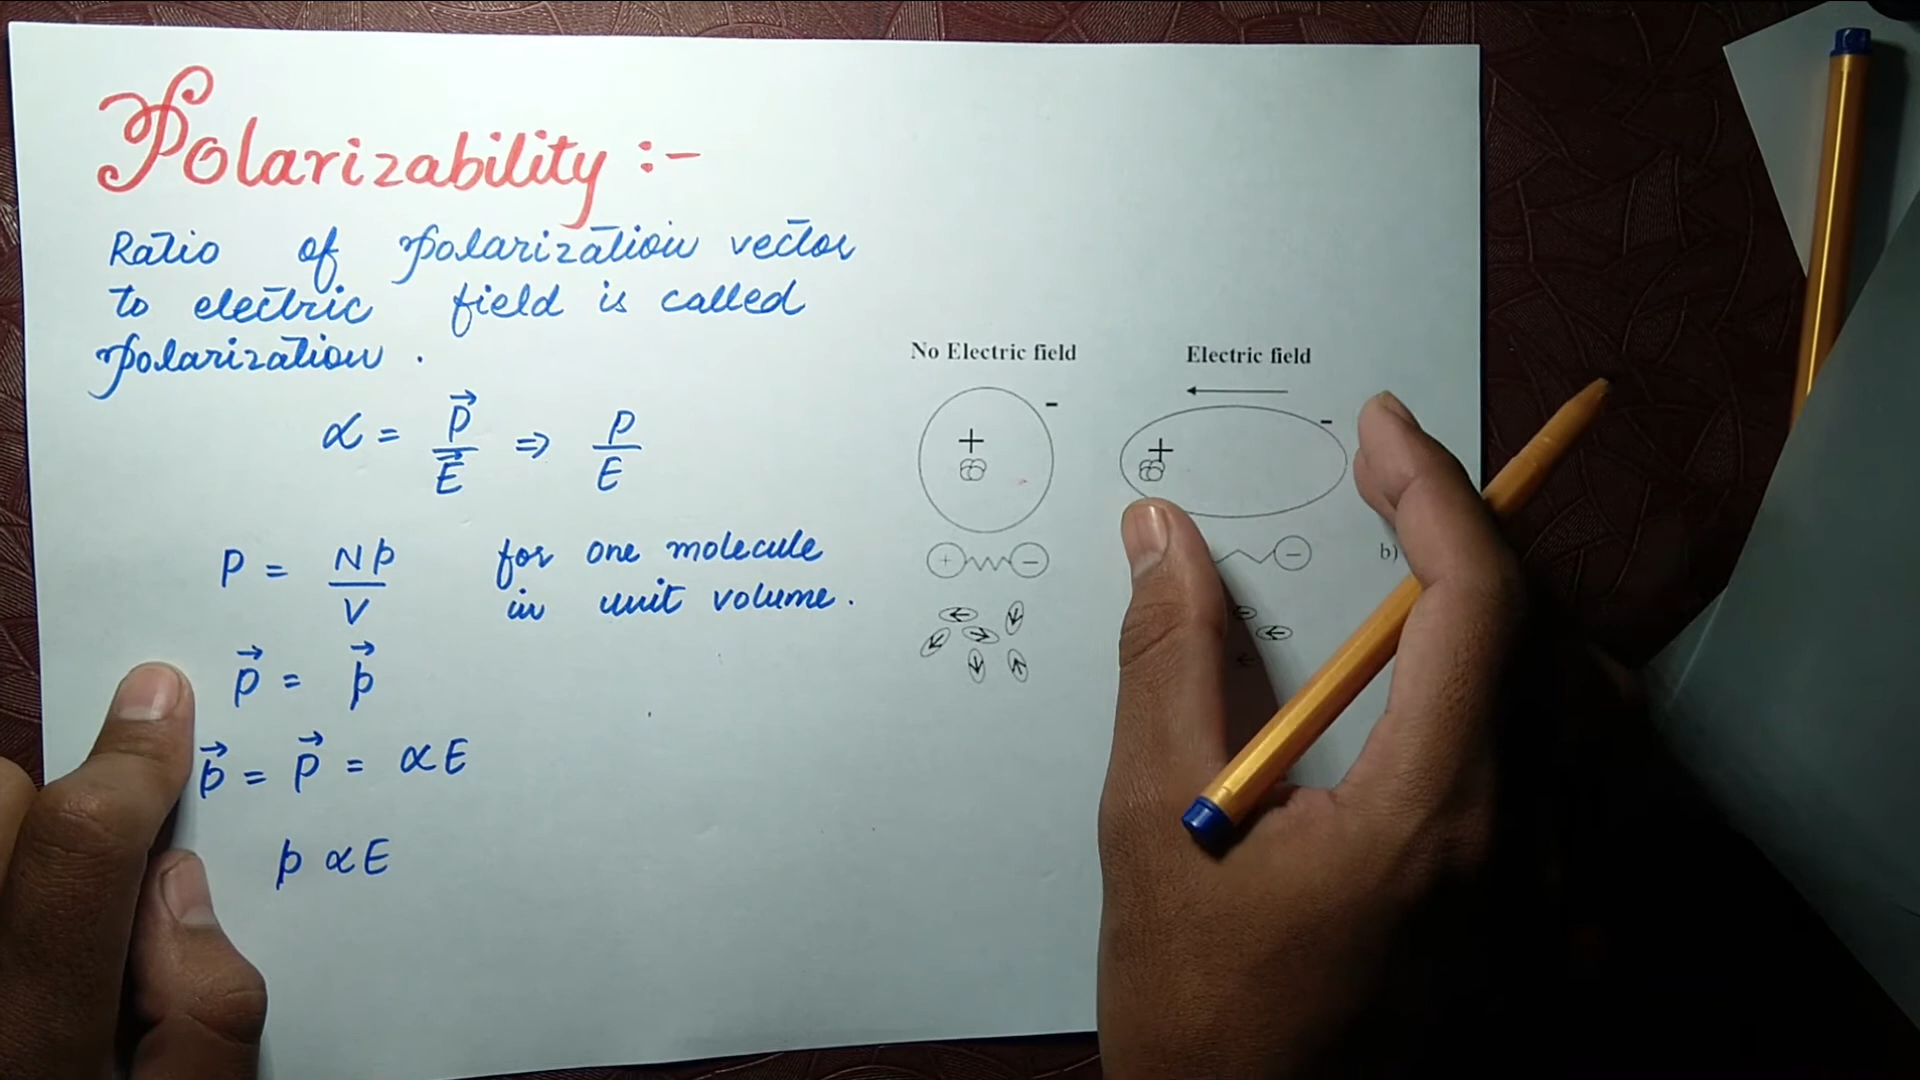 Polarizability :-
Ratio of polarization vector
to electric field is called
polarization .
α = P⃗ / E⃗ ⇒ P / E
P = Np / V for one molecule
in unit volume .
P⃗ = p⃗
p⃗ = P⃗ = αE
p αE
No Electric field
Electric field
+ -
+ -
+ -
-
b)